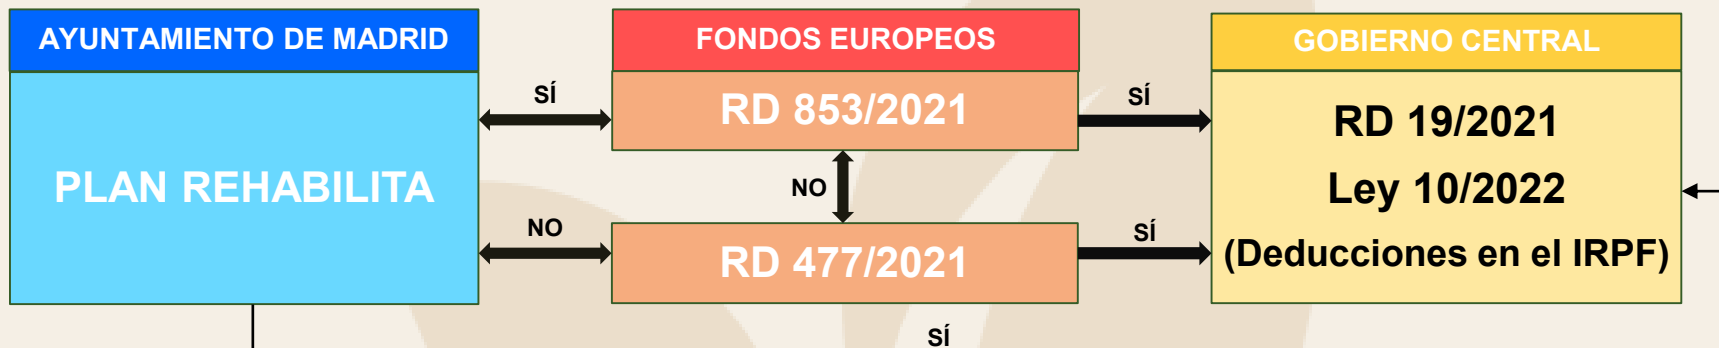 AYUNTAMIENTO DE MADRID
PLAN REHABILITA
SÍ
NO
FONDOS EUROPEOS
RD 853/2021
NO
RD 477/2021
SÍ
SÍ
GOBIERNO CENTRAL
RD 19/2021
Ley 10/2022
(Deducciones en el IRPF)
SÍ